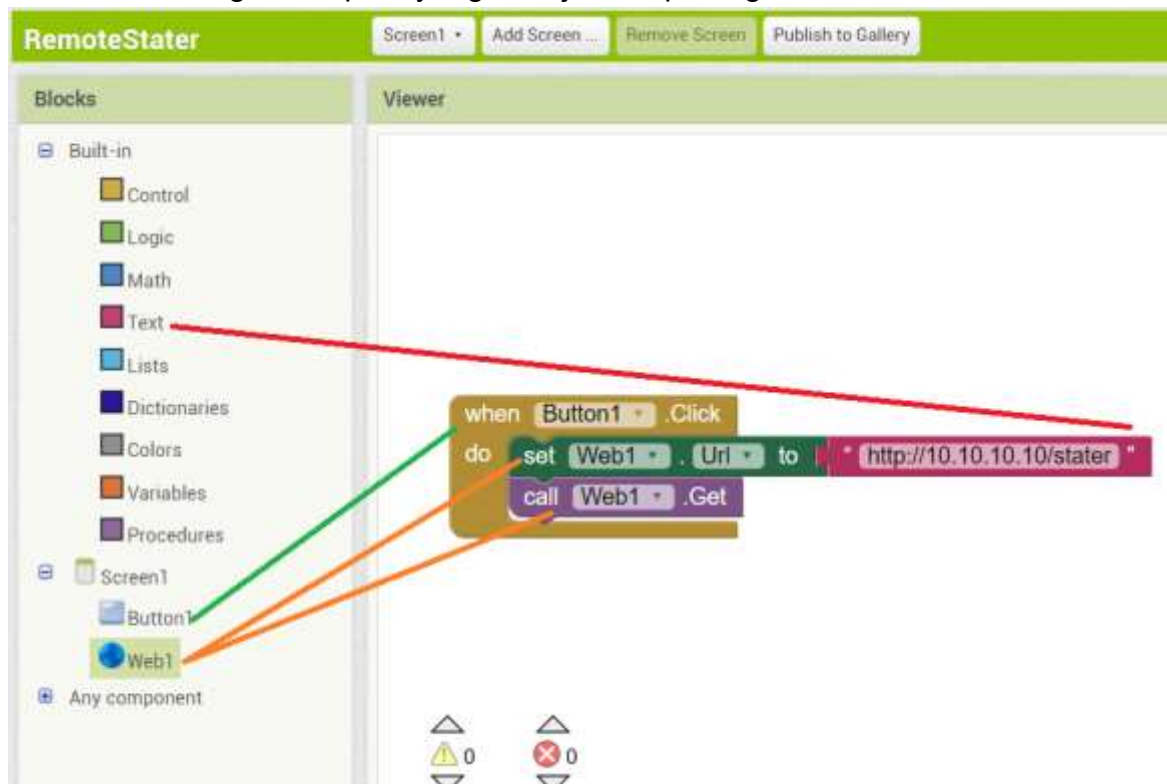 RemoteStater
Screen1
Add Screen ...
Remove Screen
Publish to Gallery
Blocks
Viewer
Built-in
Control
Logic
Math
Text
Lists
Dictionaries
Colors
Variables
Procedures
Screen1
Button1
Web1
Any component
when Button1 .Click
do set Web1 . Url to " http://10.10.10.10/stater "
call Web1 .Get
0 0